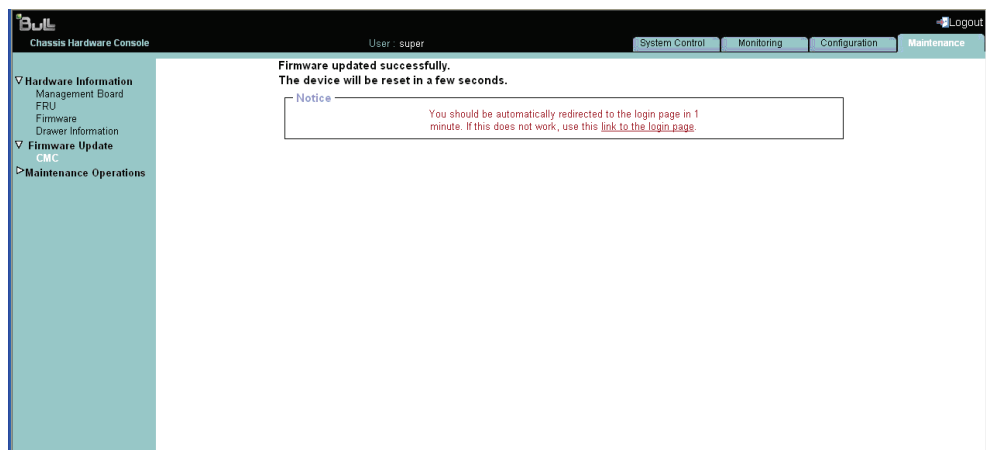 Bull
Logout
Chassis Hardware Console
User : super
System Control
Monitoring
Configuration
Maintenance
Hardware Information
Management Board
FRU
Firmware
Drawer Information
Firmware Update
CMC
Maintenance Operations
Firmware updated successfully.
The device will be reset in a few seconds.
Notice
You should be automatically redirected to the login page in 1
minute. If this does not work, use this link to the login page.